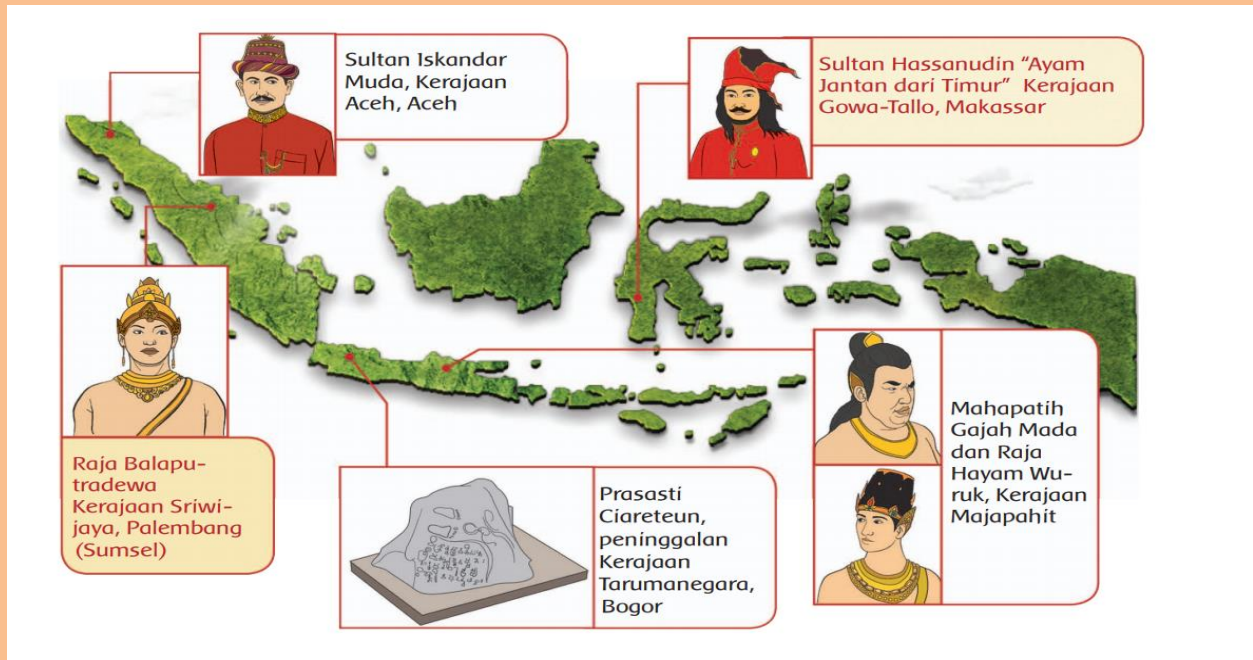 Sultan Iskandar
Muda, Kerajaan
Aceh, Aceh
Sultan Hassanudin “Ayam
Jantan dari Timur” Kerajaan
Gowa-Tallo, Makassar
Raja Balapu-
tradewa
Kerajaan Sriwi-
jaya, Palembang
(Sumsel)
Prasasti
Ciareteun,
peninggalan
Kerajaan
Tarumanegara,
Bogor
Mahapatih
Gajah Mada
dan Raja
Hayam Wu-
ruk, Kerajaan
Majapahit